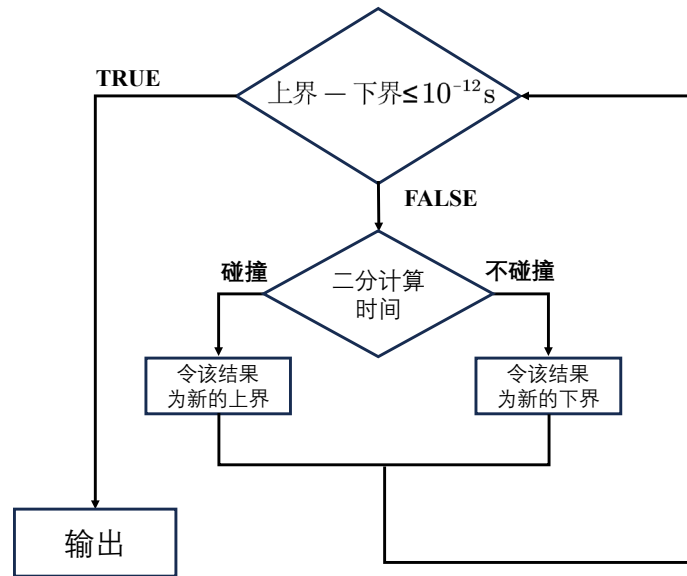 TRUE
上界 − 下界≤10⁻¹²s
FALSE
碰撞
二分计算
时间
不碰撞
令该结果
为新的上界
令该结果
为新的下界
输出